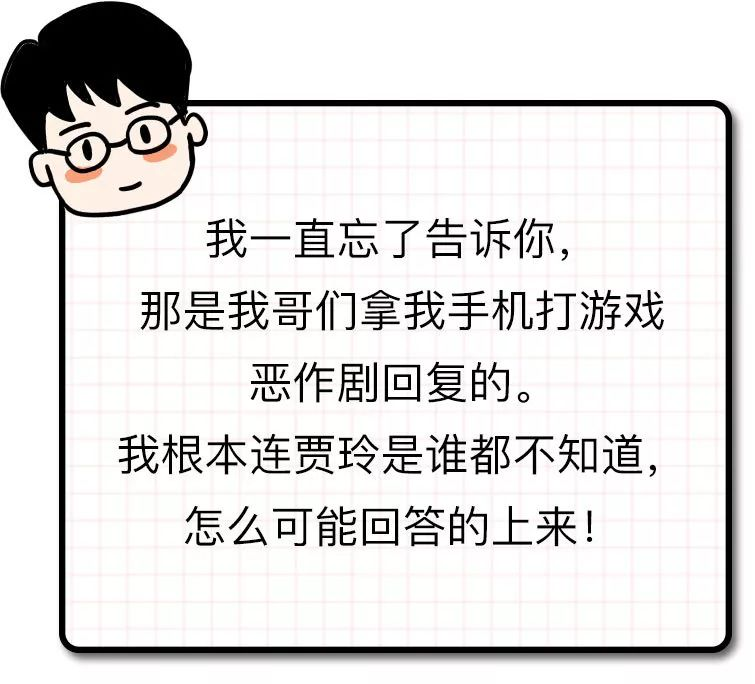 我一直忘了告诉你，
那是我哥们拿我手机打游戏
恶作剧回复的。
我根本连贾玲是谁都不知道，
怎么可能回答的上来！